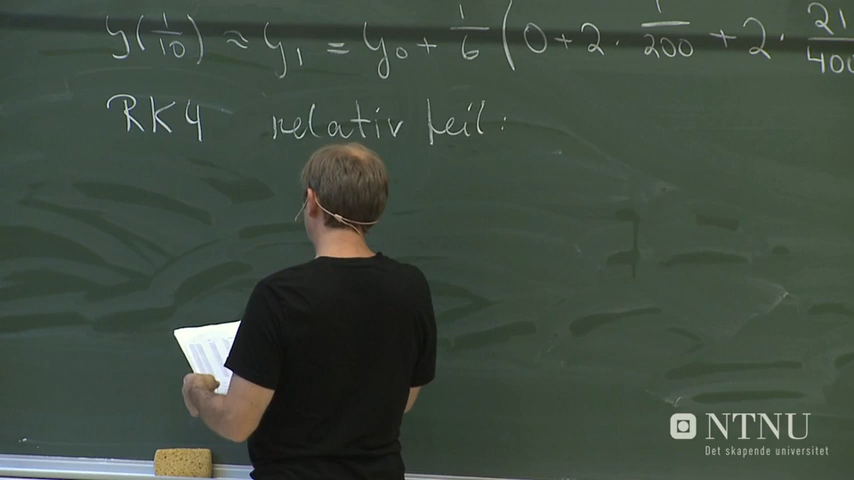 y(1/10) ≈ y₁ = y₀ + 1/6 (0 + 2 · 1/200 + 2 · 21/400
RK4 relativ feil:
NTNU
Det skapende universitet